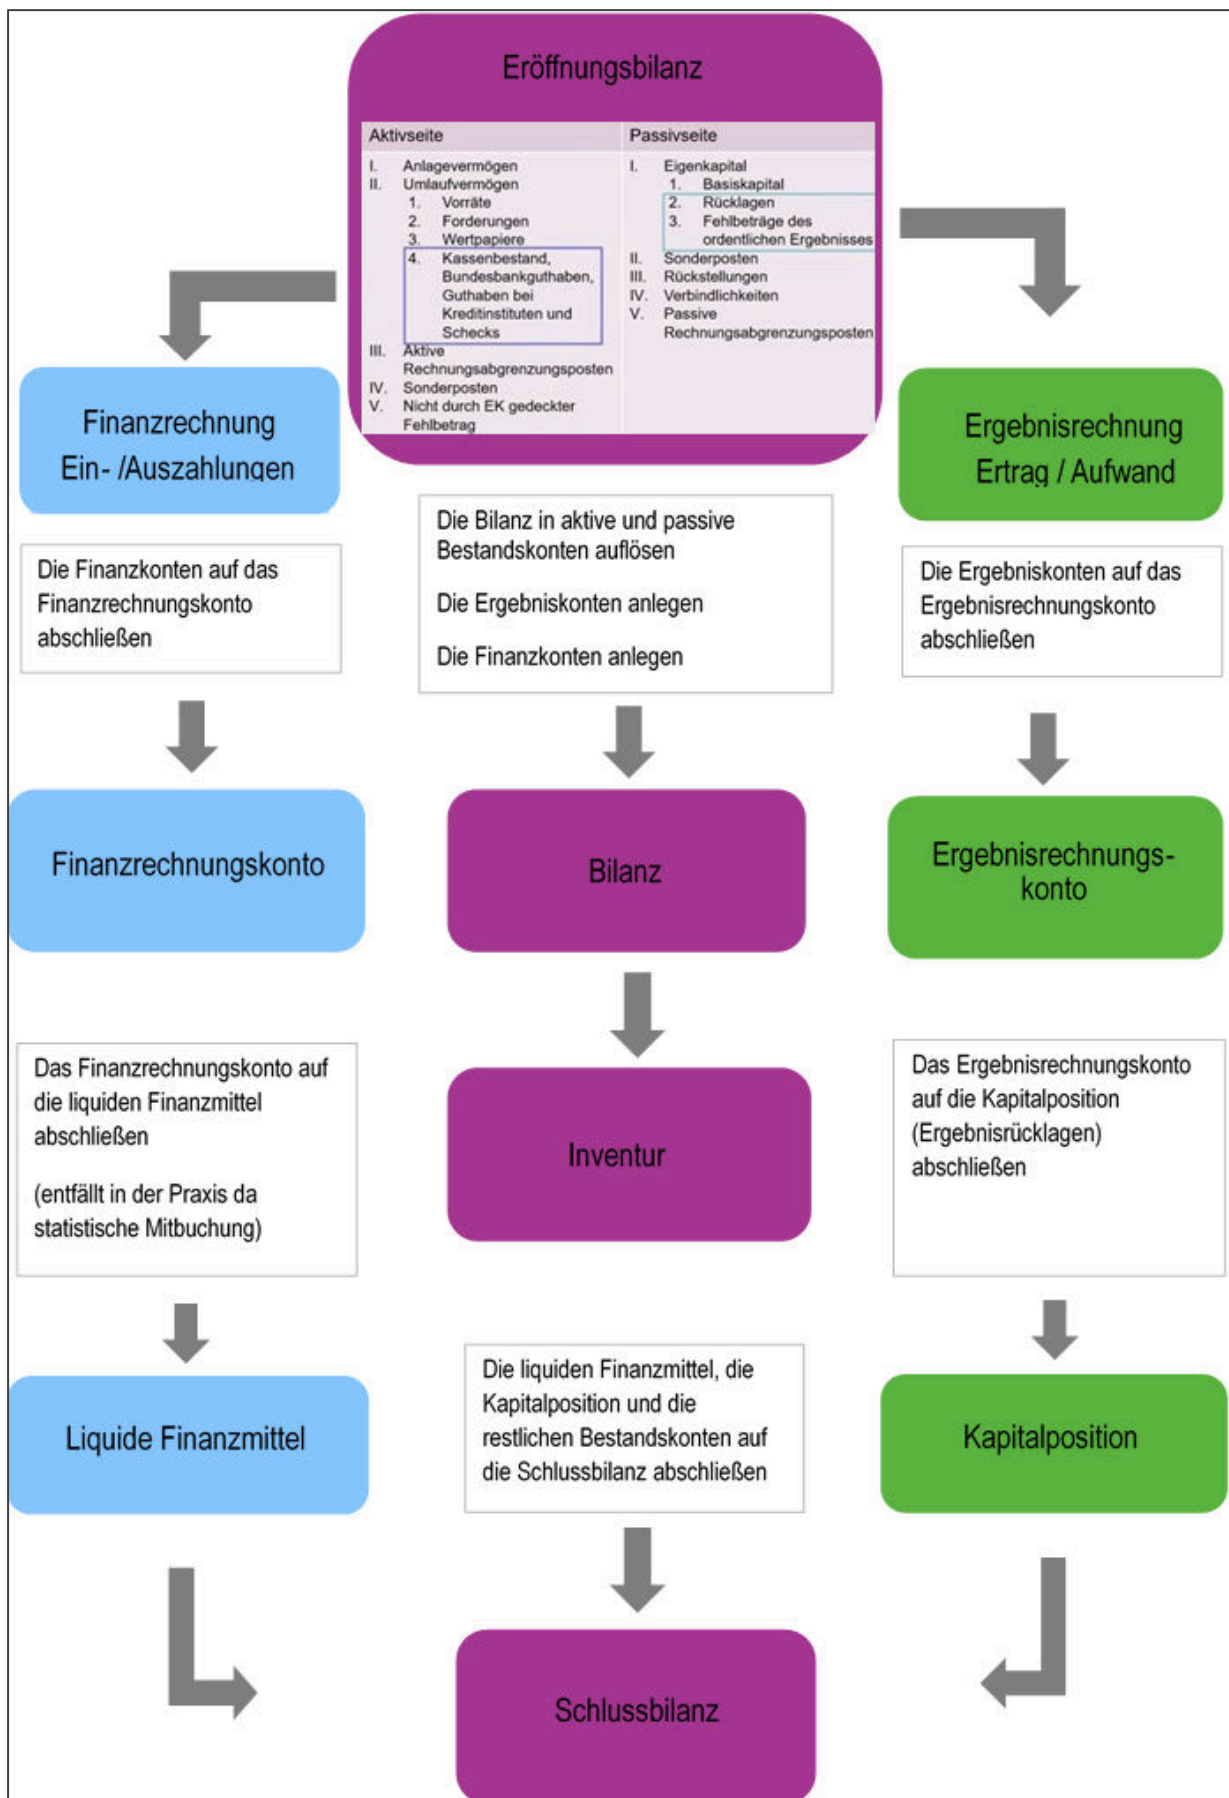 Eröffnungsbilanz
Aktivseite
I. Anlagevermögen
II. Umlaufvermögen
1. Vorräte
2. Forderungen
3. Wertpapiere
4. Kassenbestand,
Bundesbankguthaben,
Guthaben bei
Kreditinstituten und
Schecks
III. Aktive
Rechnungsabgrenzungsposten
IV. Sonderposten
V. Nicht durch EK gedeckter
Fehlbetrag
Passivseite
I. Eigenkapital
1. Basiskapital
2. Rücklagen
3. Fehlbeträge des
ordentlichen Ergebnisses
II. Sonderposten
III. Rückstellungen
IV. Verbindlichkeiten
V. Passive
Rechnungsabgrenzungsposten
Finanzrechnung
Ein- /Auszahlungen
Ergebnisrechnung
Ertrag / Aufwand
Die Finanzkonten auf das
Finanzrechnungskonto
abschließen
Die Bilanz in aktive und passive
Bestandskonten auflösen
Die Ergebniskonten anlegen
Die Finanzkonten anlegen
Die Ergebiskonten auf das
Ergebnisrechnungskonto
abschließen
Finanzrechnungskonto
Bilanz
Ergebnisrechnungs-
konto
Das Finanzrechnungskonto auf
die liquiden Finanzmittel
abschließen
(entfällt in der Praxis da
statistische Mitbuchung)
Inventur
Das Ergebnisrechnungskonto
auf die Kapitalposition
(Ergebnisrücklagen)
abschließen
Liquide Finanzmittel
Die liquiden Finanzmittel, die
Kapitalposition und die
restlichen Bestandskonten auf
die Schlussbilanz abschließen
Kapitalposition
Schlussbilanz